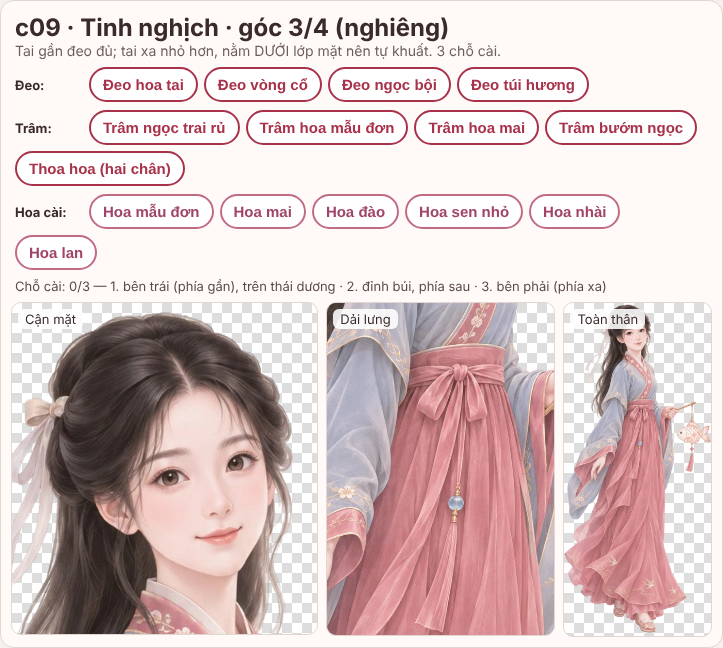 c09 · Tinh nghịch · góc 3/4 (nghiêng)
Tai gần đeo đủ; tai xa nhỏ hơn, nằm DƯỚI lớp mặt nên tự khuất. 3 chỗ cài.
Đeo: Đeo hoa tai Đeo vòng cổ Đeo ngọc bội Đeo túi hương
Trâm: Trâm ngọc trai rủ Trâm hoa mẫu đơn Trâm hoa mai Trâm bướm ngọc
Thoa hoa (hai chân)
Hoa cài: Hoa mẫu đơn Hoa mai Hoa đào Hoa sen nhỏ Hoa nhài
Hoa lan
Chỗ cài: 0/3 — 1. bên trái (phía gần), trên thái dương · 2. đỉnh búi, phía sau · 3. bên phải (phía xa)
Cận mặt Dải lưng Toàn thân